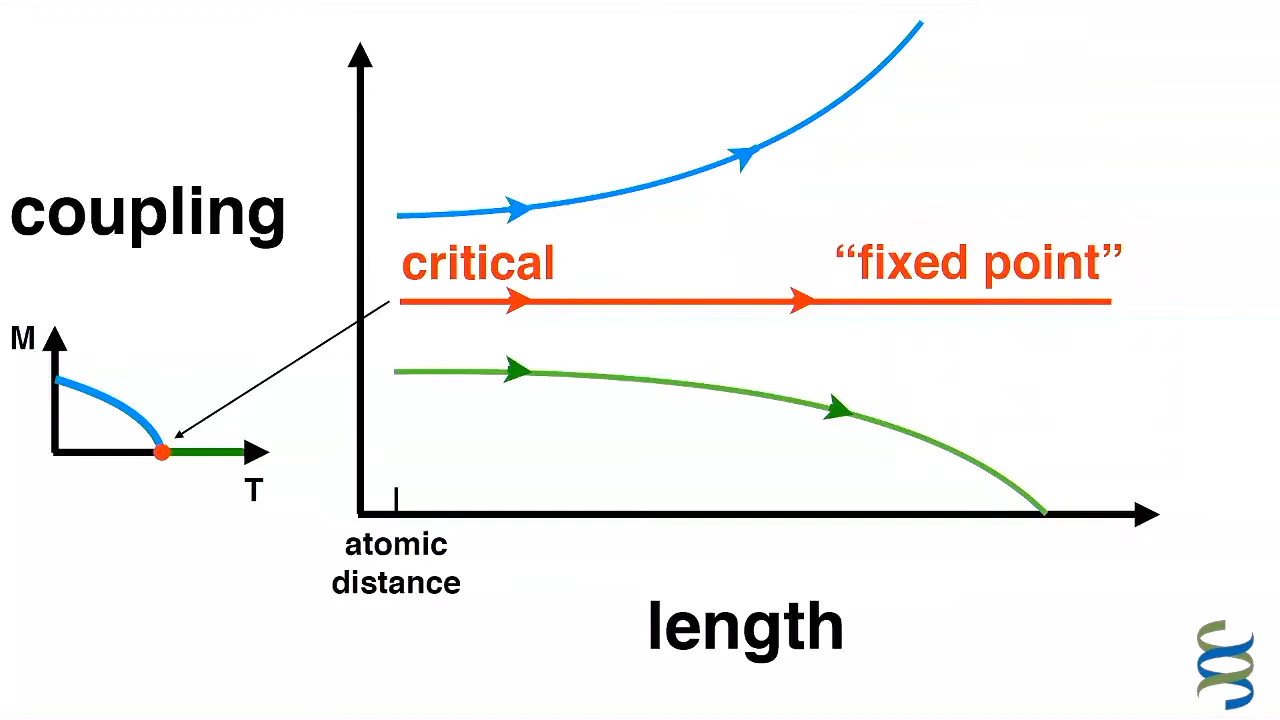 coupling
critical
“fixed point”
M
T
atomic
distance
length